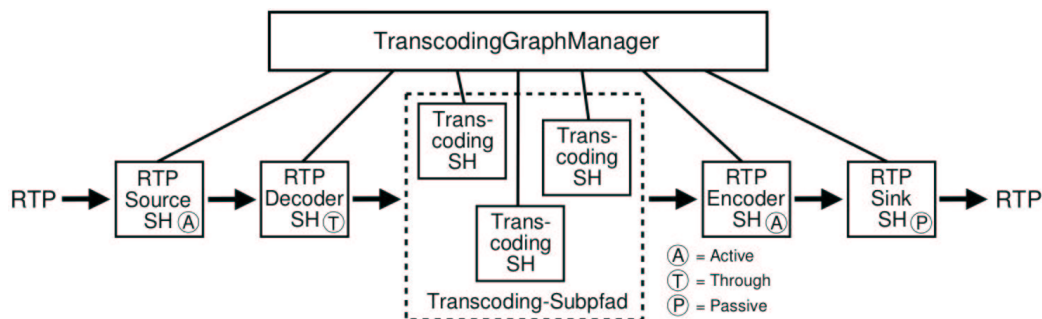 TranscodingGraphManager
RTP
RTP
Source
SH Ⓐ
RTP
Decoder
SH Ⓣ
Trans-
coding
SH
Trans-
coding
SH
Trans-
coding
SH
Transcoding-Subpfad
RTP
Encoder
SH Ⓐ
RTP
Sink
SH Ⓟ
RTP
Ⓐ = Active
Ⓣ = Through
Ⓟ = Passive